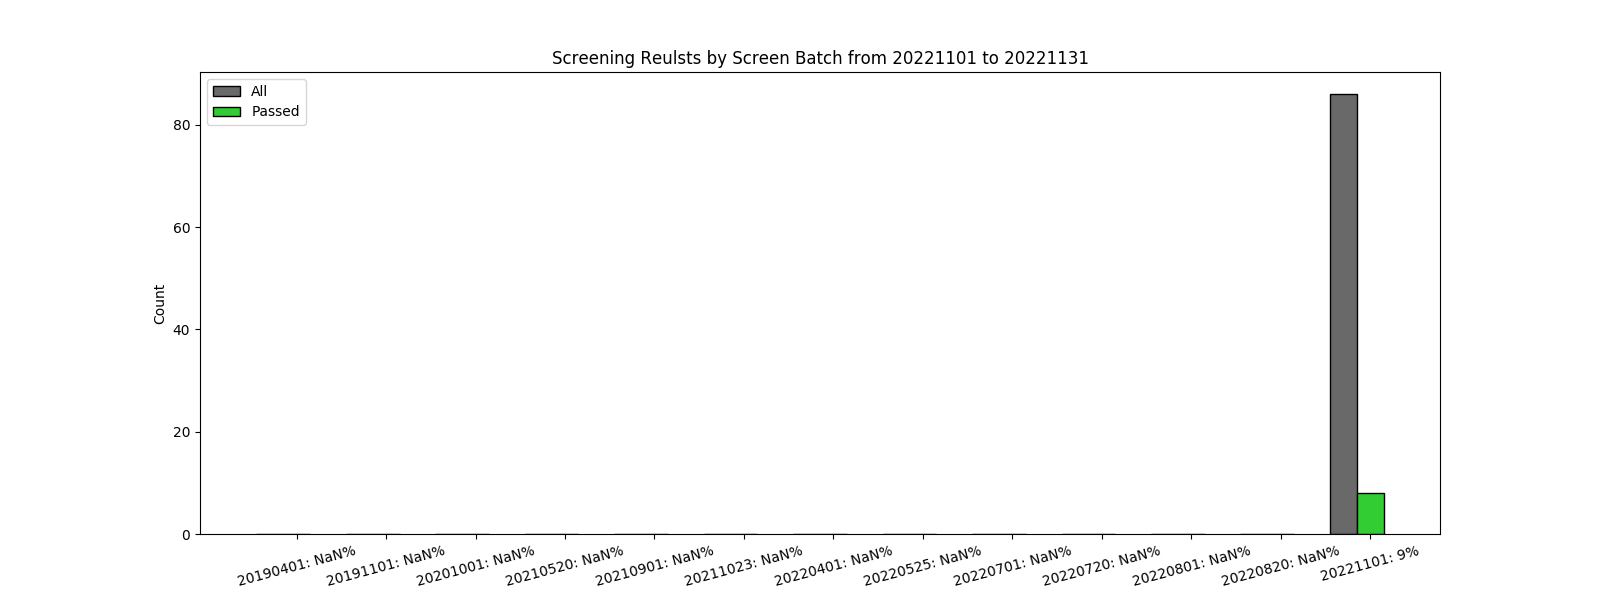 Screening Reulsts by Screen Batch from 20221101 to 20221131
All
Passed
Count
80
60
40
20
0
20190401: NaN%
20191101: NaN%
20201001: NaN%
20210520: NaN%
20210901: NaN%
20211023: NaN%
20220401: NaN%
20220525: NaN%
20220701: NaN%
20220720: NaN%
20220801: NaN%
20220820: NaN%
20221101: 9%